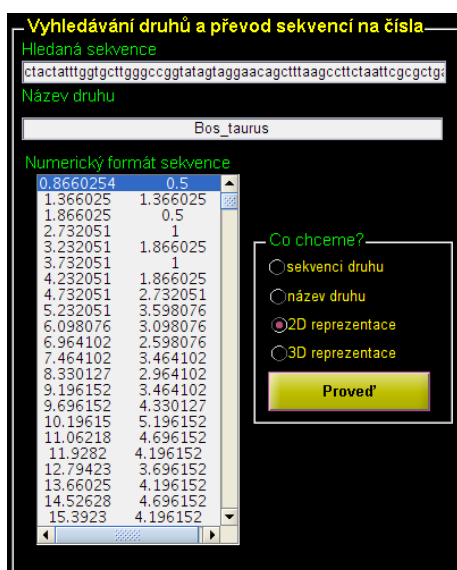 Vyhledávání druhů a převod sekvencí na čísla
Hledaná sekvence
ctactatttggtgcttgggccggtatagtaggaacagctttaagccttctaattcgcgctga
Název druhu
Bos_taurus
Numerický formát sekvence
0.8660254 0.5
1.366025 1.366025
1.866025 0.5
2.732051 1
3.232051 1.866025
3.732051 1
4.232051 1.866025
4.732051 2.732051
5.232051 3.598076
6.098076 3.098076
6.964102 2.598076
7.464102 3.464102
8.330127 2.964102
9.196152 3.464102
9.696152 4.330127
10.19615 5.196152
11.06218 4.696152
11.9282 4.196152
12.79423 3.696152
13.66025 4.196152
14.52628 4.696152
15.3923 4.196152
Co chceme?
sekvenci druhu
název druhu
2D reprezentace
3D reprezentace
Proveď